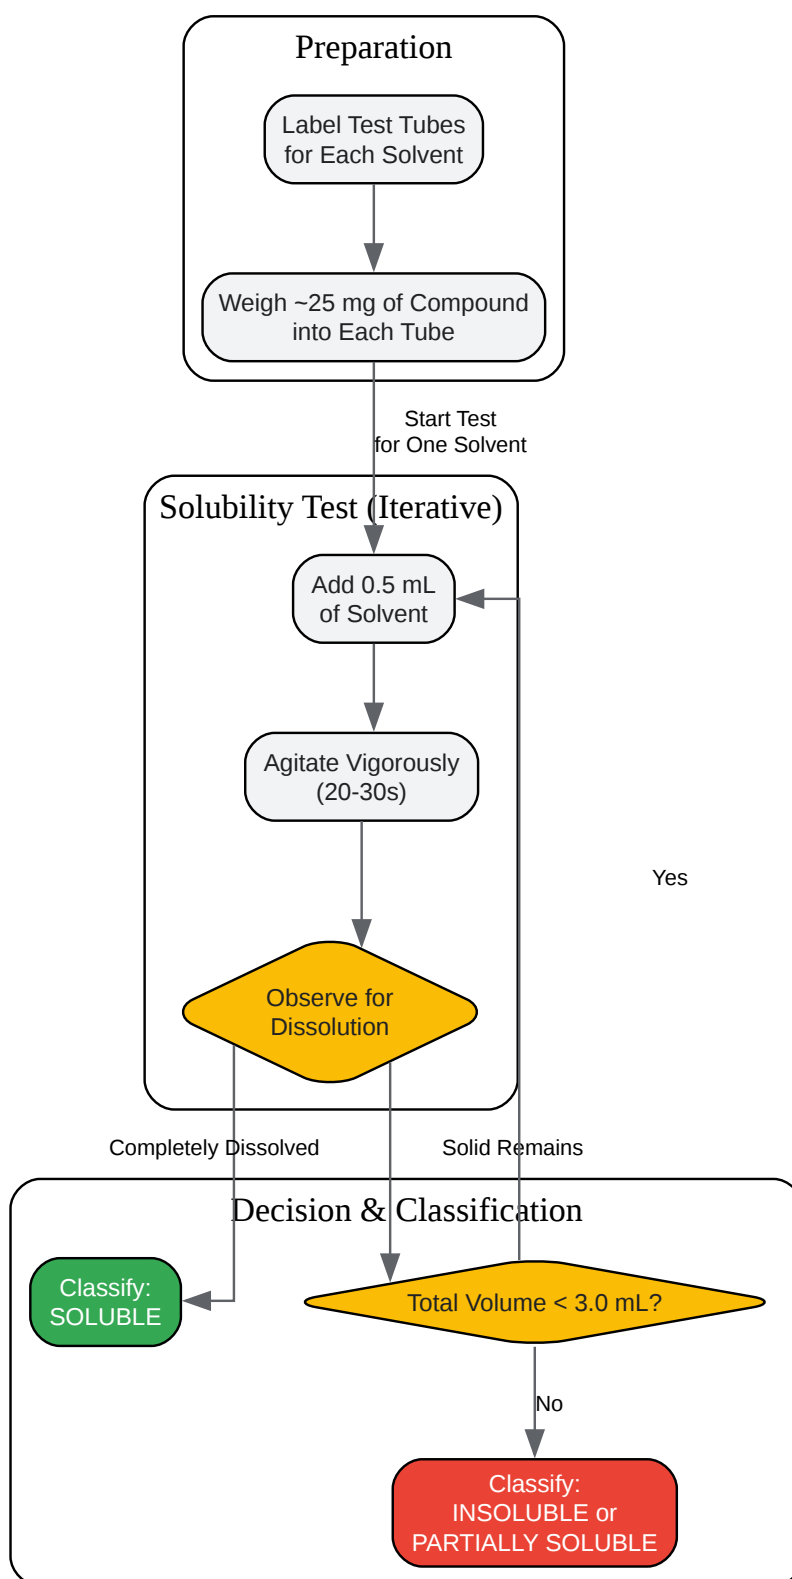 Preparation
Label Test Tubes
for Each Solvent
Weigh ~25 mg of Compound
into Each Tube
Start Test
for One Solvent
Solubility Test (Iterative)
Add 0.5 mL
of Solvent
Agitate Vigorously
(20-30s)
Yes
Observe for
Dissolution
Completely Dissolved
Solid Remains
Decision & Classification
Classify:
SOLUBLE
Total Volume < 3.0 mL?
No
Classify:
INSOLUBLE or
PARTIALLY SOLUBLE